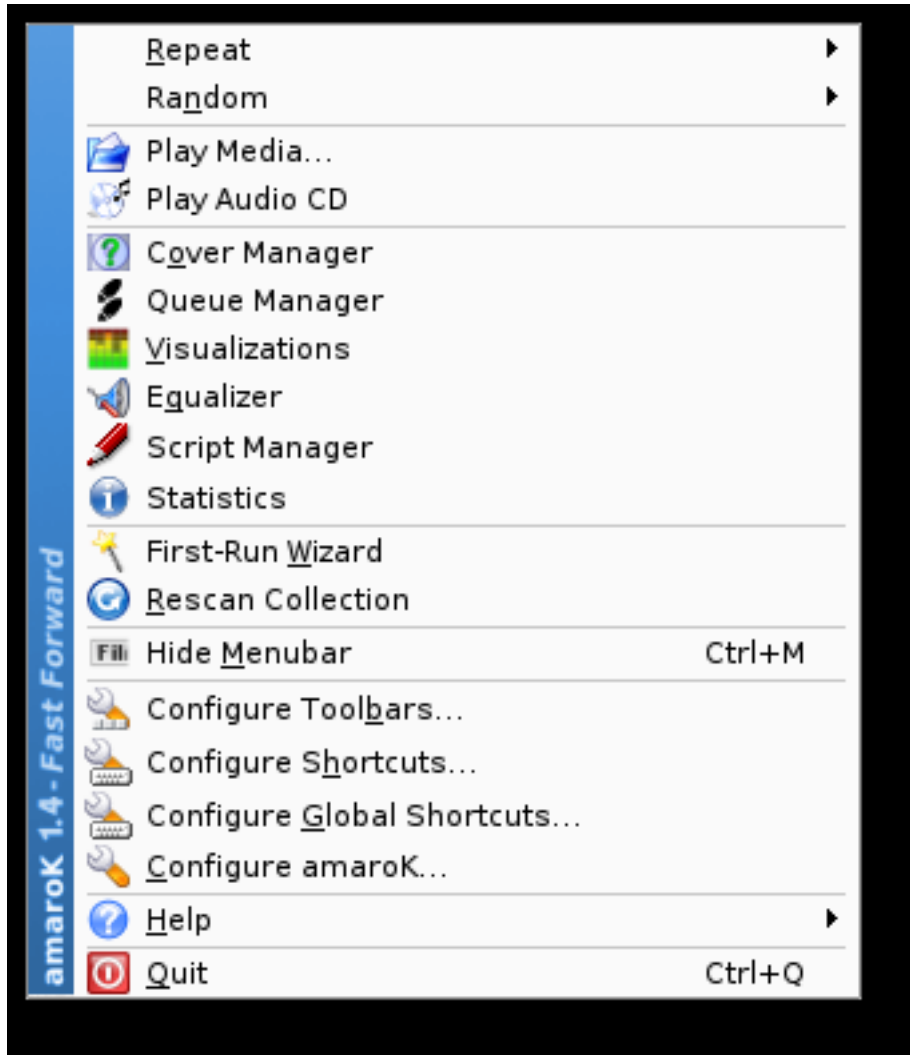 Repeat
Random
Play Media...
Play Audio CD
Cover Manager
Queue Manager
Visualizations
Equalizer
Script Manager
Statistics
First-Run Wizard
Rescan Collection
Hide Menubar Ctrl+M
Configure Toolbars...
Configure Shortcuts...
Configure Global Shortcuts...
Configure amaroK...
Help
Quit Ctrl+Q
amaroK 1.4 - Fast Forward